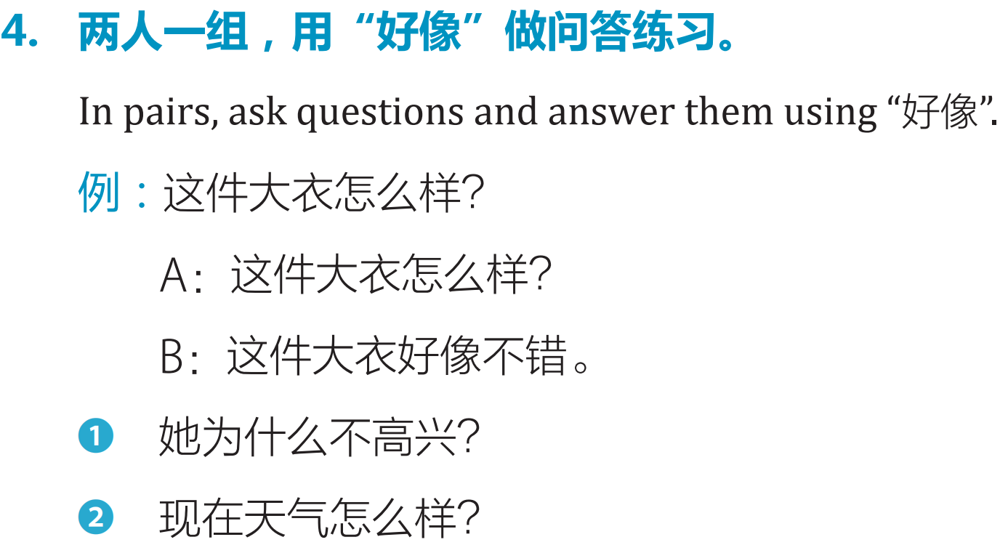 4. 两人一组，用“好像”做问答练习。
In pairs, ask questions and answer them using “好像”.
例：这件大衣怎么样？
A：这件大衣怎么样？
B：这件大衣好像不错。
❶ 她为什么不高兴？
❷ 现在天气怎么样？